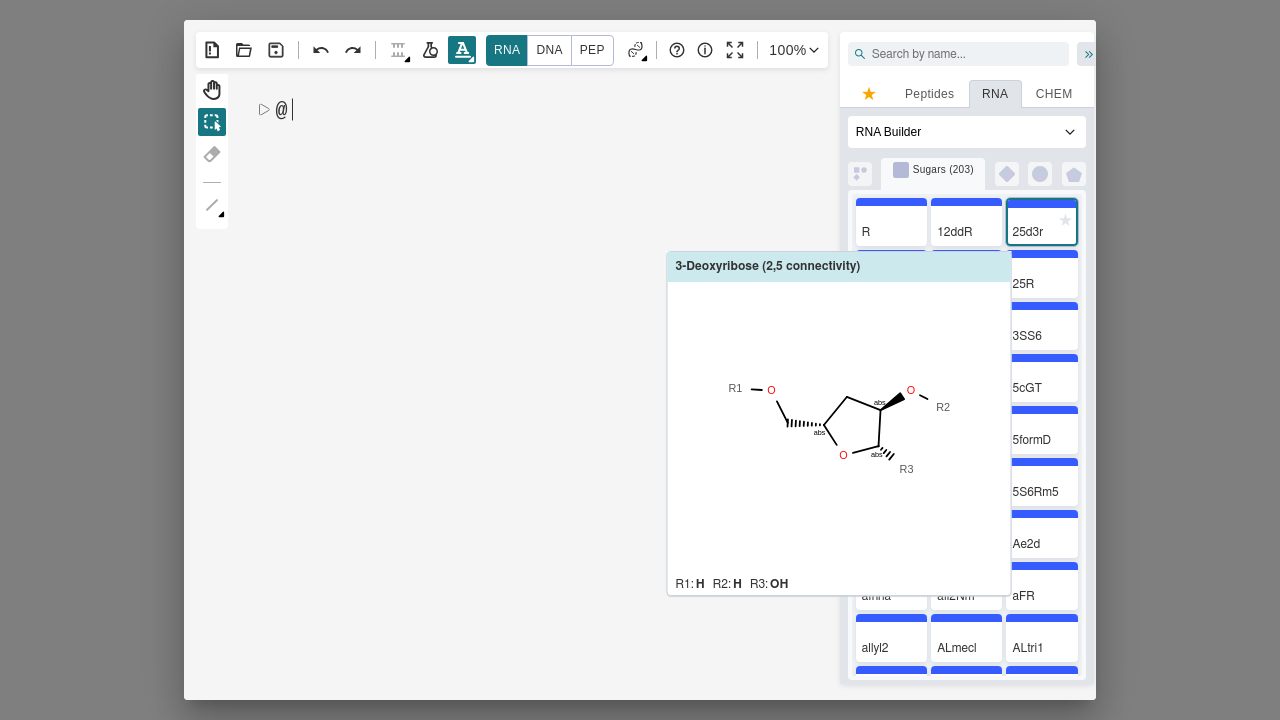 A RNA DNA PEP 100%
Search by name... »
Peptides RNA CHEM
@
RNA Builder
Sugars (203)
R 12ddR 25d3r
3-Deoxyribose (2,5 connectivity)
25R
3SS6
R1 O abs O R2
abs O abs R3
5cGT
5formD
5S6Rm5
Ae2d
R1: H R2: H R3: OH
aFR
allyl2 ALmecl ALtri1